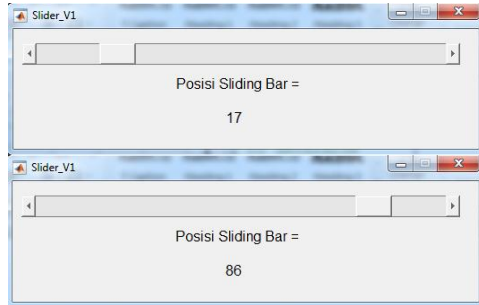 Slider_V1
Posisi Sliding Bar =
17
Slider_V1
Posisi Sliding Bar =
86